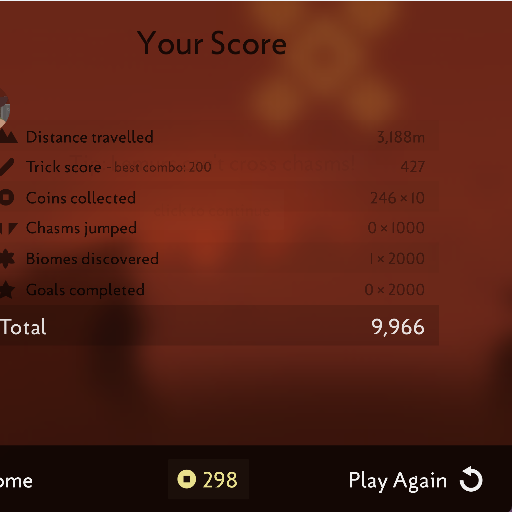 Your Score
Distance travelled 3,188m
Trick score - best combo: 200 427
Coins collected 246 × 10
Chasms jumped 0 × 1000
Biomes discovered 1 × 2000
Goals completed 0 × 2000
Total 9,966
ome 298 Play Again